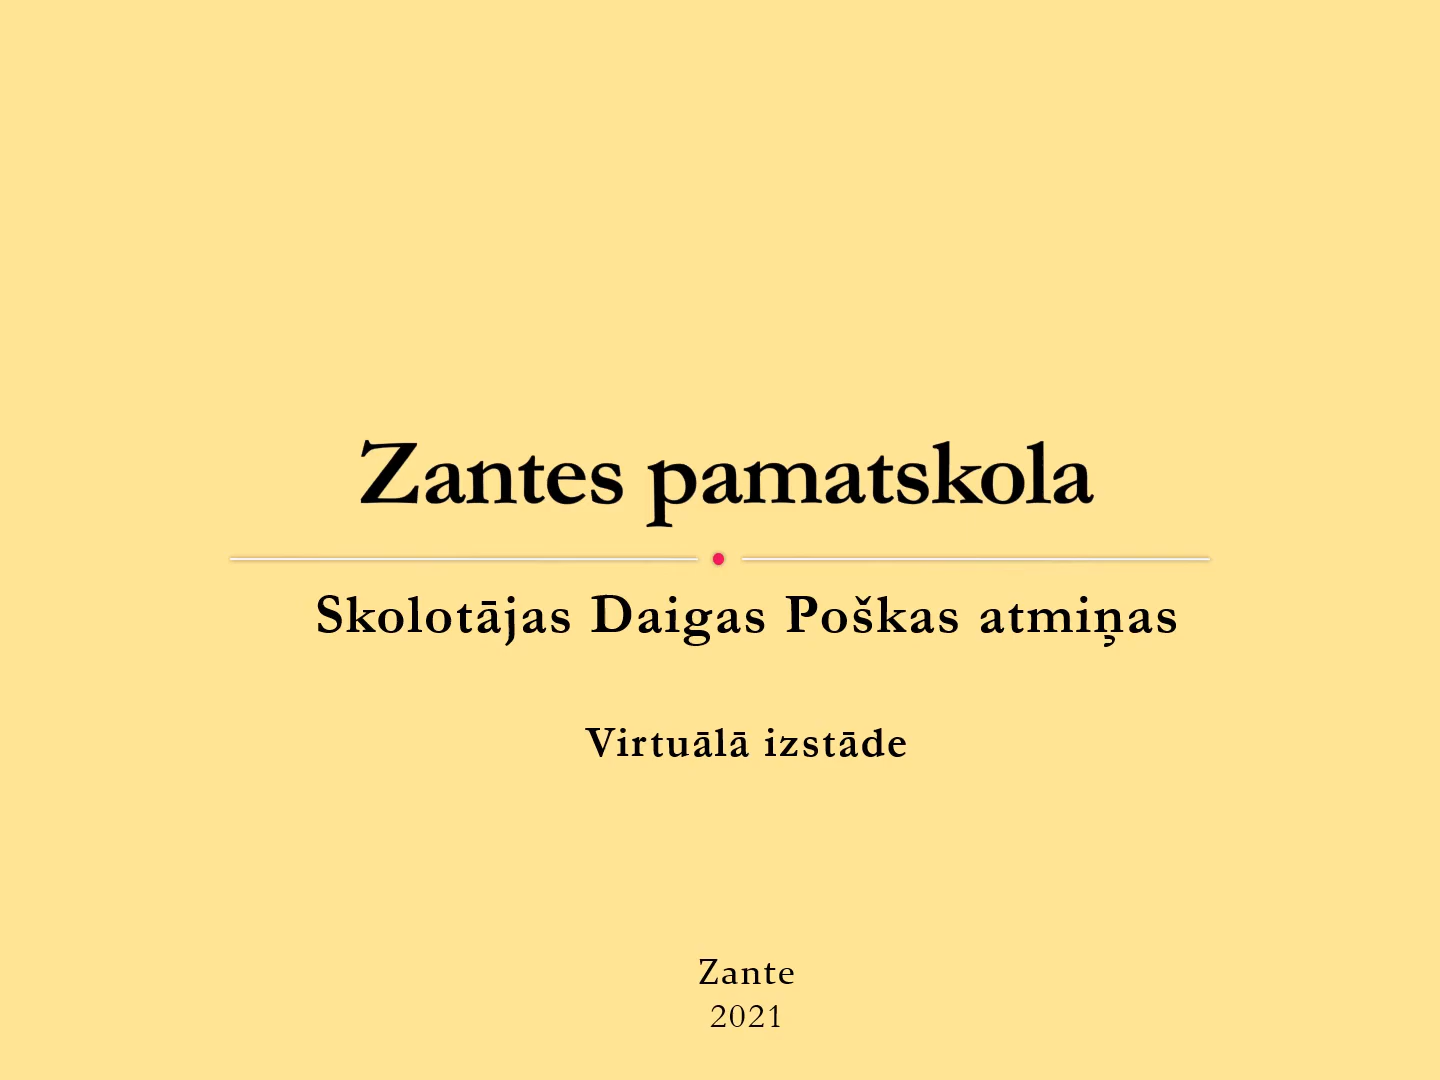 Zantes pamatskola
Skolotājas Daigas Poškas atmiņas
Virtuālā izstāde
Zante
2021